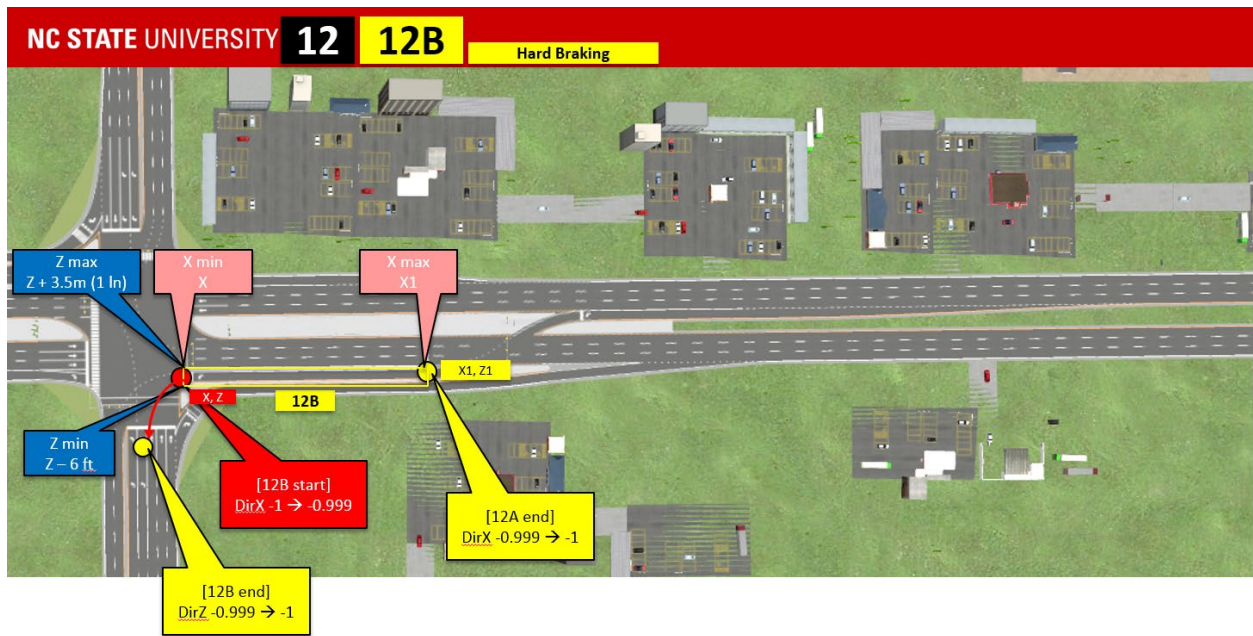 NC STATE UNIVERSITY
12
12B
Hard Braking
Z max
Z + 3.5m (1 ln)
X min
X
X max
X1
X1, Z1
X, Z
12B
Z min
Z – 6 ft
[12B start]
DirX -1 → -0.999
[12A end]
DirX -0.999 → -1
[12B end]
DirZ -0.999 → -1